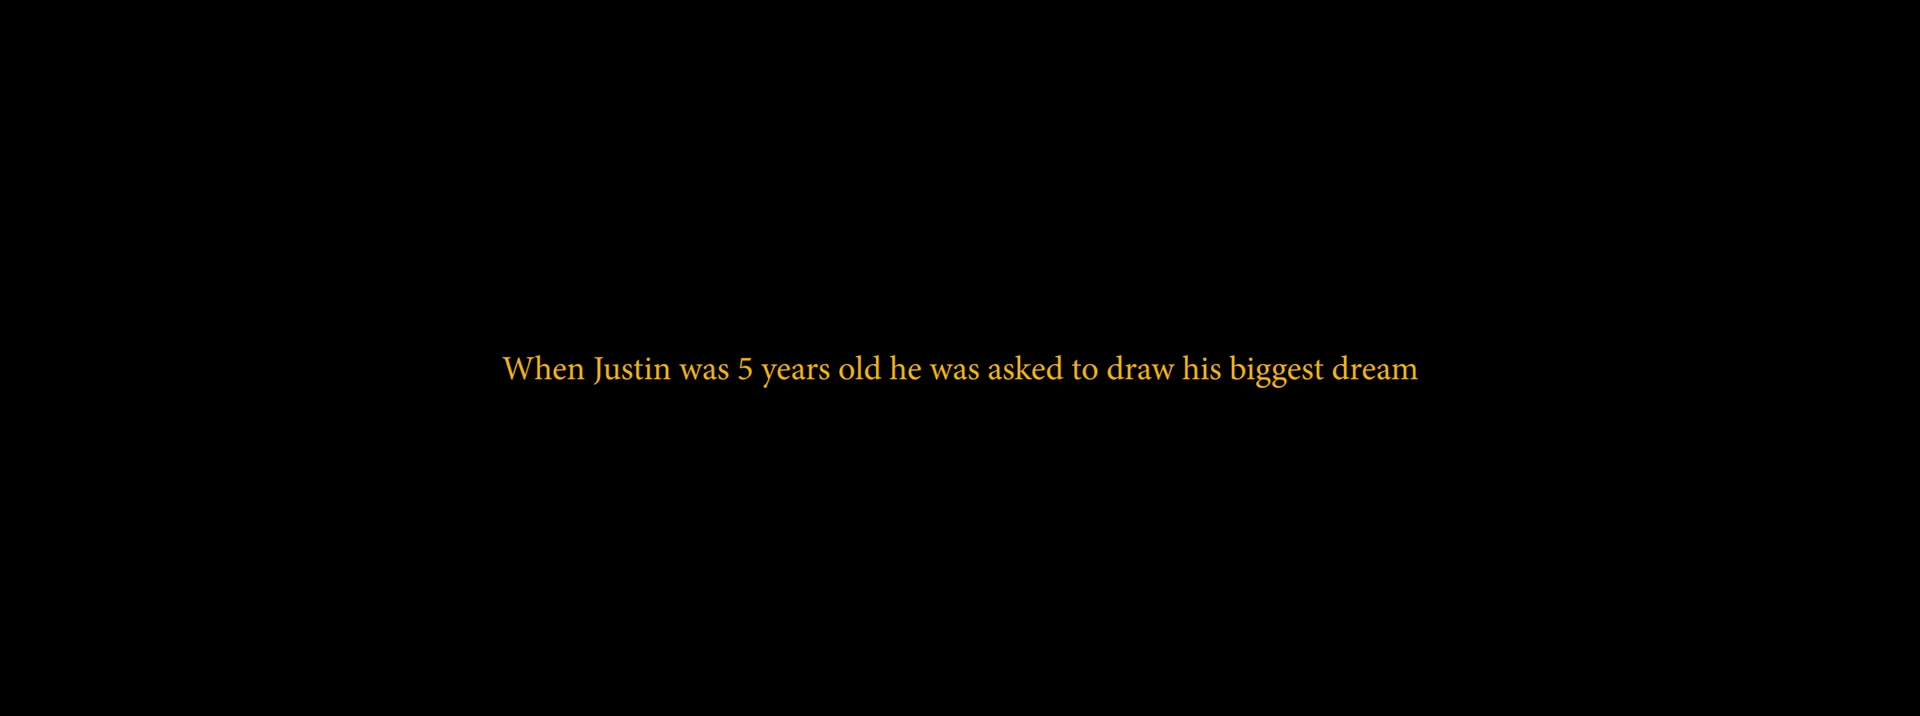 When Justin was 5 years old he was asked to draw his biggest dream